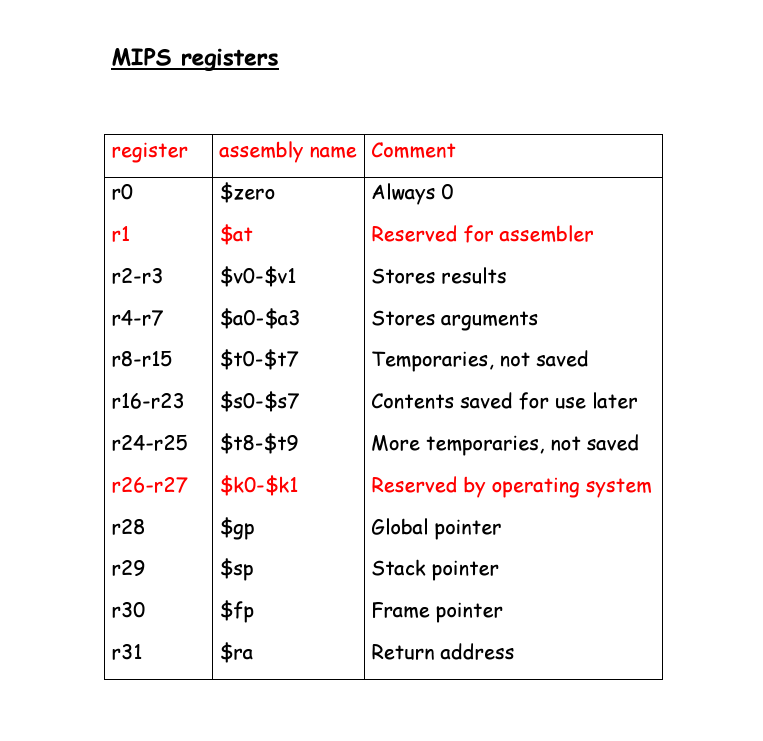 MIPS registers
register assembly name Comment
r0 $zero Always 0
r1 $at Reserved for assembler
r2-r3 $v0-$v1 Stores results
r4-r7 $a0-$a3 Stores arguments
r8-r15 $t0-$t7 Temporaries, not saved
r16-r23 $s0-$s7 Contents saved for use later
r24-r25 $t8-$t9 More temporaries, not saved
r26-r27 $k0-$k1 Reserved by operating system
r28 $gp Global pointer
r29 $sp Stack pointer
r30 $fp Frame pointer
r31 $ra Return address